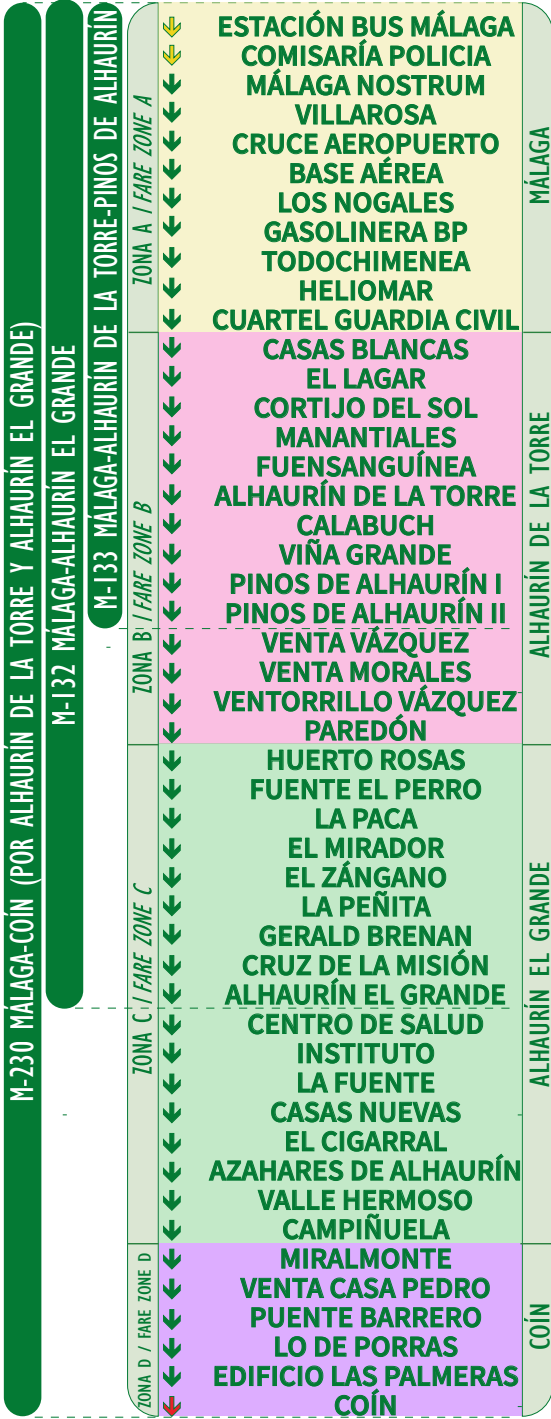 M-230 MÁLAGA-COÍN (POR ALHAURÍN DE LA TORRE Y ALHAURÍN EL GRANDE)
M-132 MÁLAGA-ALHAURÍN EL GRANDE
M-133 MÁLAGA-ALHAURÍN DE LA TORRE-PINOS DE ALHAURÍN
ZONA A / FARE ZONE A
ESTACIÓN BUS MÁLAGA
COMISARÍA POLICIA
MÁLAGA NOSTRUM
VILLAROSA
CRUCE AEROPUERTO
BASE AÉREA
LOS NOGALES
GASOLINERA BP
TODOCHIMENEA
HELIOMAR
CUARTEL GUARDIA CIVIL
MÁLAGA
ZONA B / FARE ZONE B
CASAS BLANCAS
EL LAGAR
CORTIJO DEL SOL
MANANTIALES
FUENSANGUÍNEA
ALHAURÍN DE LA TORRE
CALABUCH
VIÑA GRANDE
PINOS DE ALHAURÍN I
PINOS DE ALHAURÍN II
VENTA VÁZQUEZ
VENTA MORALES
VENTORRILLO VÁZQUEZ
PAREDÓN
ALHAURÍN DE LA TORRE
ZONA C / FARE ZONE C
HUERTO ROSAS
FUENTE EL PERRO
LA PACA
EL MIRADOR
EL ZÁNGANO
LA PEÑITA
GERALD BRENAN
CRUZ DE LA MISIÓN
ALHAURÍN EL GRANDE
CENTRO DE SALUD
INSTITUTO
LA FUENTE
CASAS NUEVAS
EL CIGARRAL
AZAHARES DE ALHAURÍN
VALLE HERMOSO
CAMPIÑUELA
ALHAURÍN EL GRANDE
ZONA D / FARE ZONE D
MIRALMONTE
VENTA CASA PEDRO
PUENTE BARRERO
LO DE PORRAS
EDIFICIO LAS PALMERAS
COÍN
COÍN